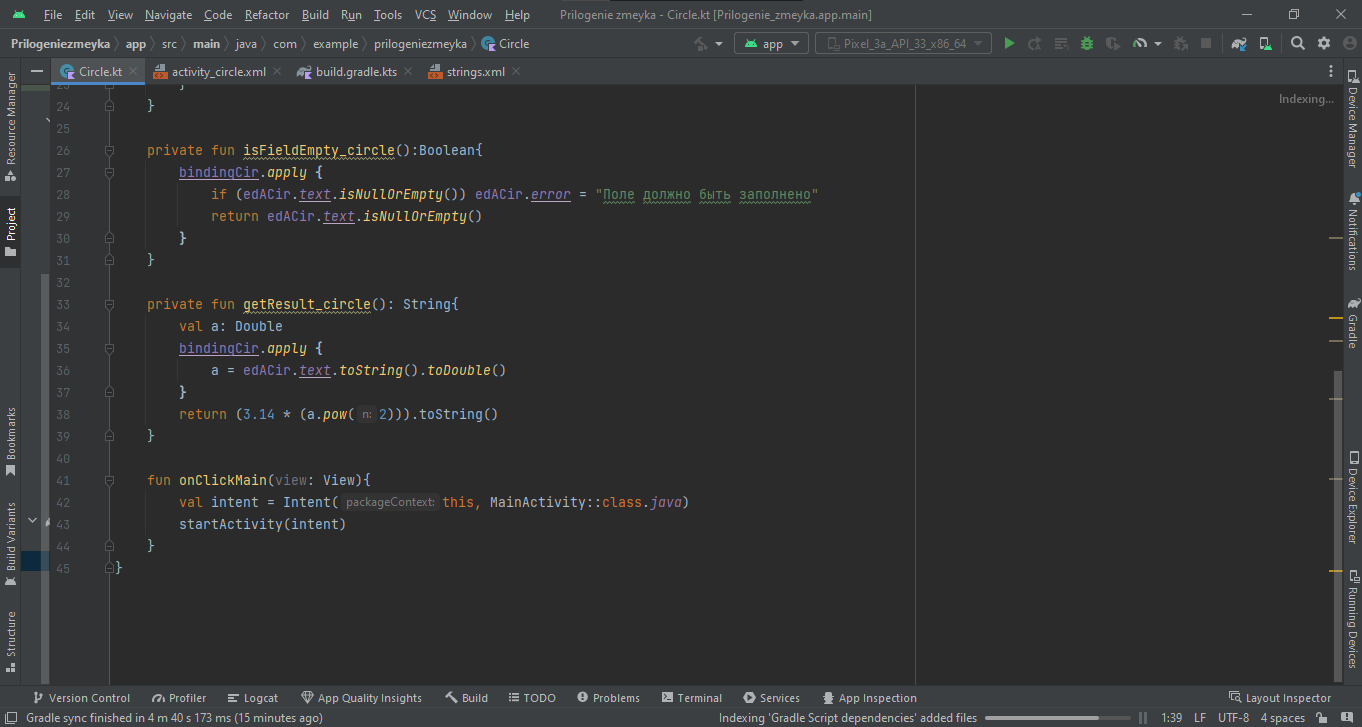 File Edit View Navigate Code Refactor Build Run Tools VCS Window Help Prilogenie zmeyka - Circle.kt [Prilogenie_zmeyka.app.main]
Prilogeniezmeyka app src main java com example prilogeniezmeyka Circle app Pixel_3a_API_33_x86_64
Circle.kt activity_circle.xml build.gradle.kts strings.xml
Indexing...
23 }
24 }
25
26 private fun isFieldEmpty_circle():Boolean{
27 bindingCir.apply {
28 if (edACir.text.isNullOrEmpty()) edACir.error = "Поле должно быть заполнено"
29 return edACir.text.isNullOrEmpty()
30 }
31 }
32
33 private fun getResult_circle(): String{
34 val a: Double
35 bindingCir.apply {
36 a = edACir.text.toString().toDouble()
37 }
38 return (3.14 * (a.pow( n: 2))).toString()
39 }
40
41 fun onClickMain(view: View){
42 val intent = Intent( packageContext: this, MainActivity::class.java)
43 startActivity(intent)
44 }
45 }
Resource Manager
Project
Bookmarks
Build Variants
Structure
Device Manager
Notifications
Gradle
Device Explorer
Running Devices
Version Control Profiler Logcat App Quality Insights Build TODO Problems Terminal Services App Inspection Layout Inspector
Gradle sync finished in 4 m 40 s 173 ms (15 minutes ago) Indexing 'Gradle Script dependencies' added files 1:39 LF UTF-8 4 spaces